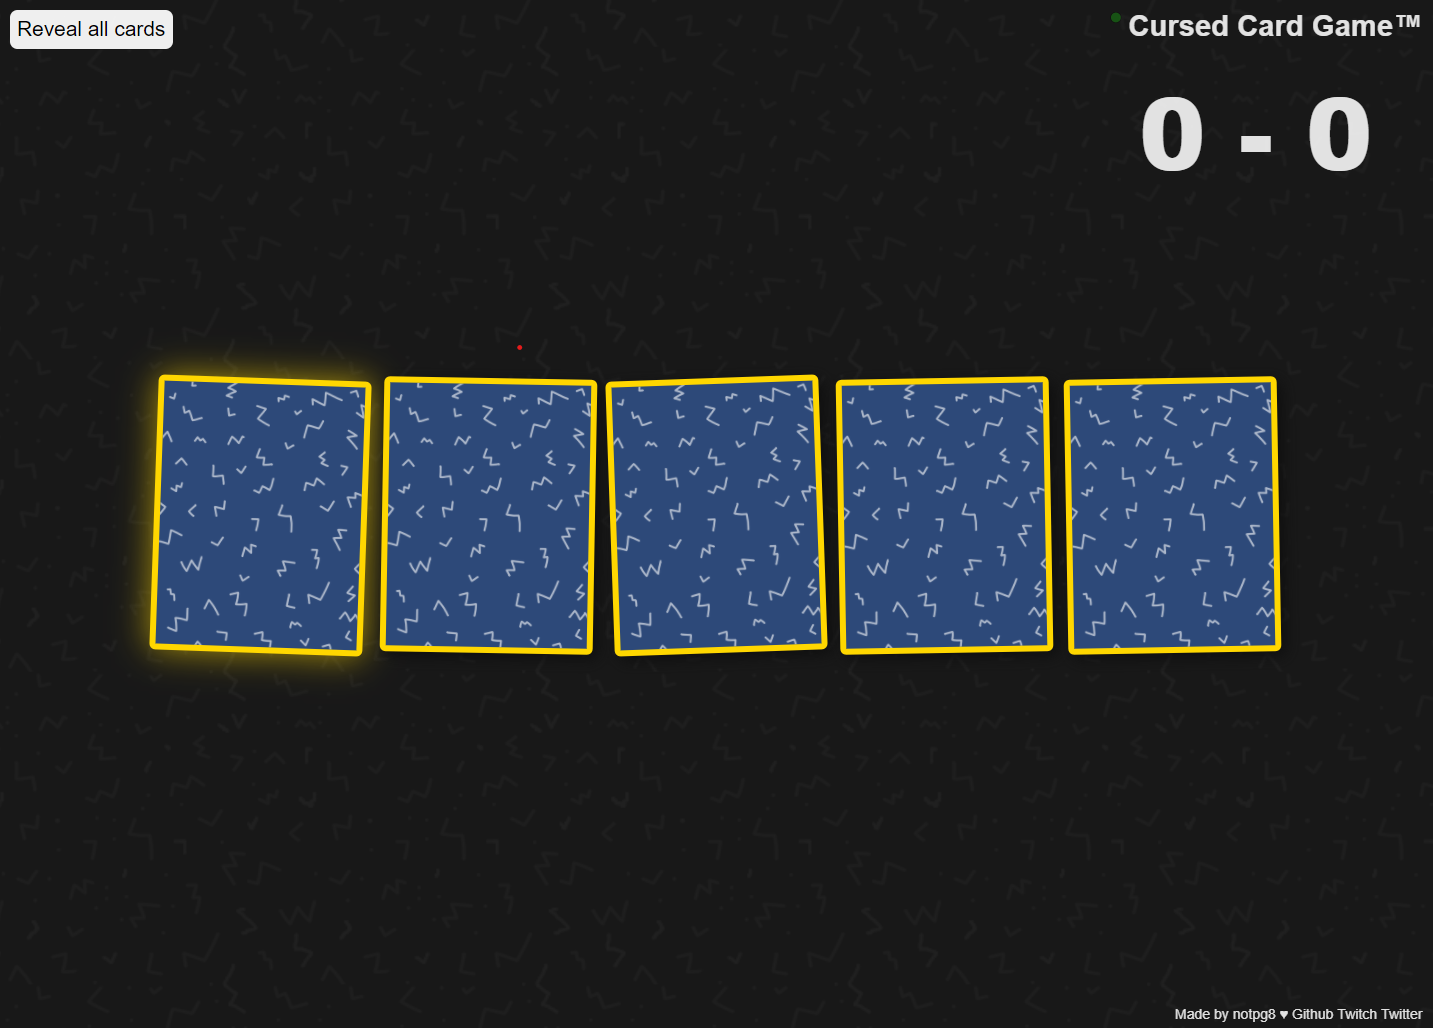 Reveal all cards
Cursed Card Game™
0 - 0
Made by notpg8 ♥ Github Twitch Twitter